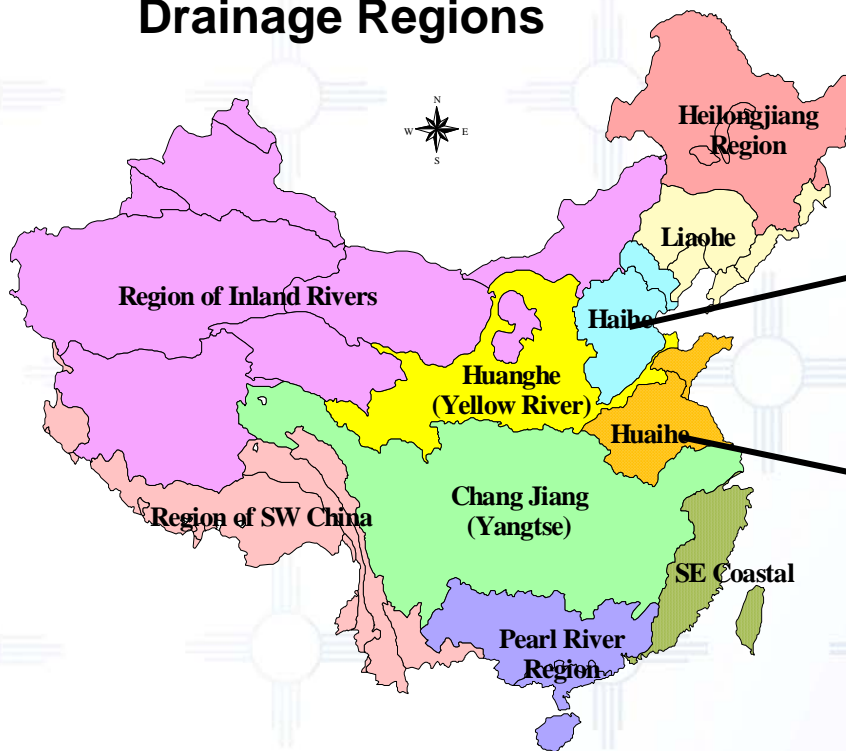 Drainage Regions
N
W E
S
Heilongjiang
Region
Liaohe
Region of Inland Rivers
Haihe
Huanghe
(Yellow River)
Huaihe
Chang Jiang
(Yangtse)
Region of SW China
SE Coastal
Pearl River
Region